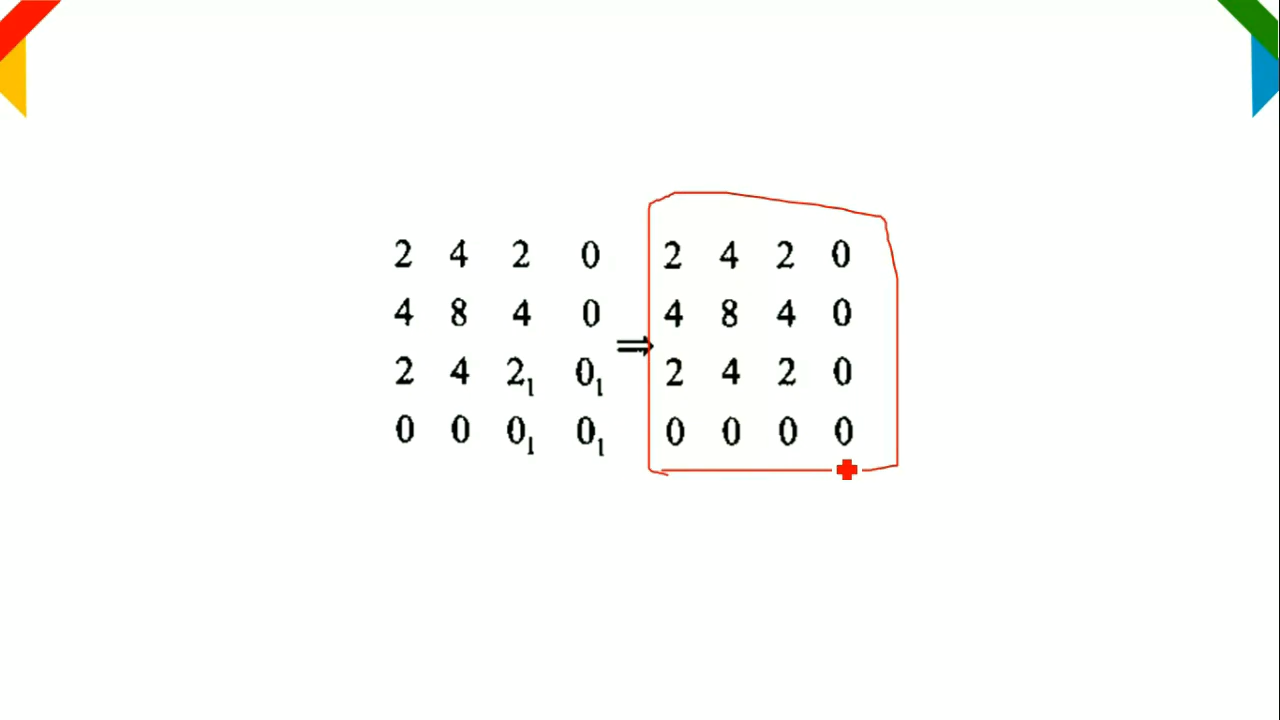 2 4 2 0 2 4 2 0
4 8 4 0 4 8 4 0
⇒
2 4 2₁ 0₁ 2 4 2 0
0 0 0₁ 0₁ 0 0 0 0